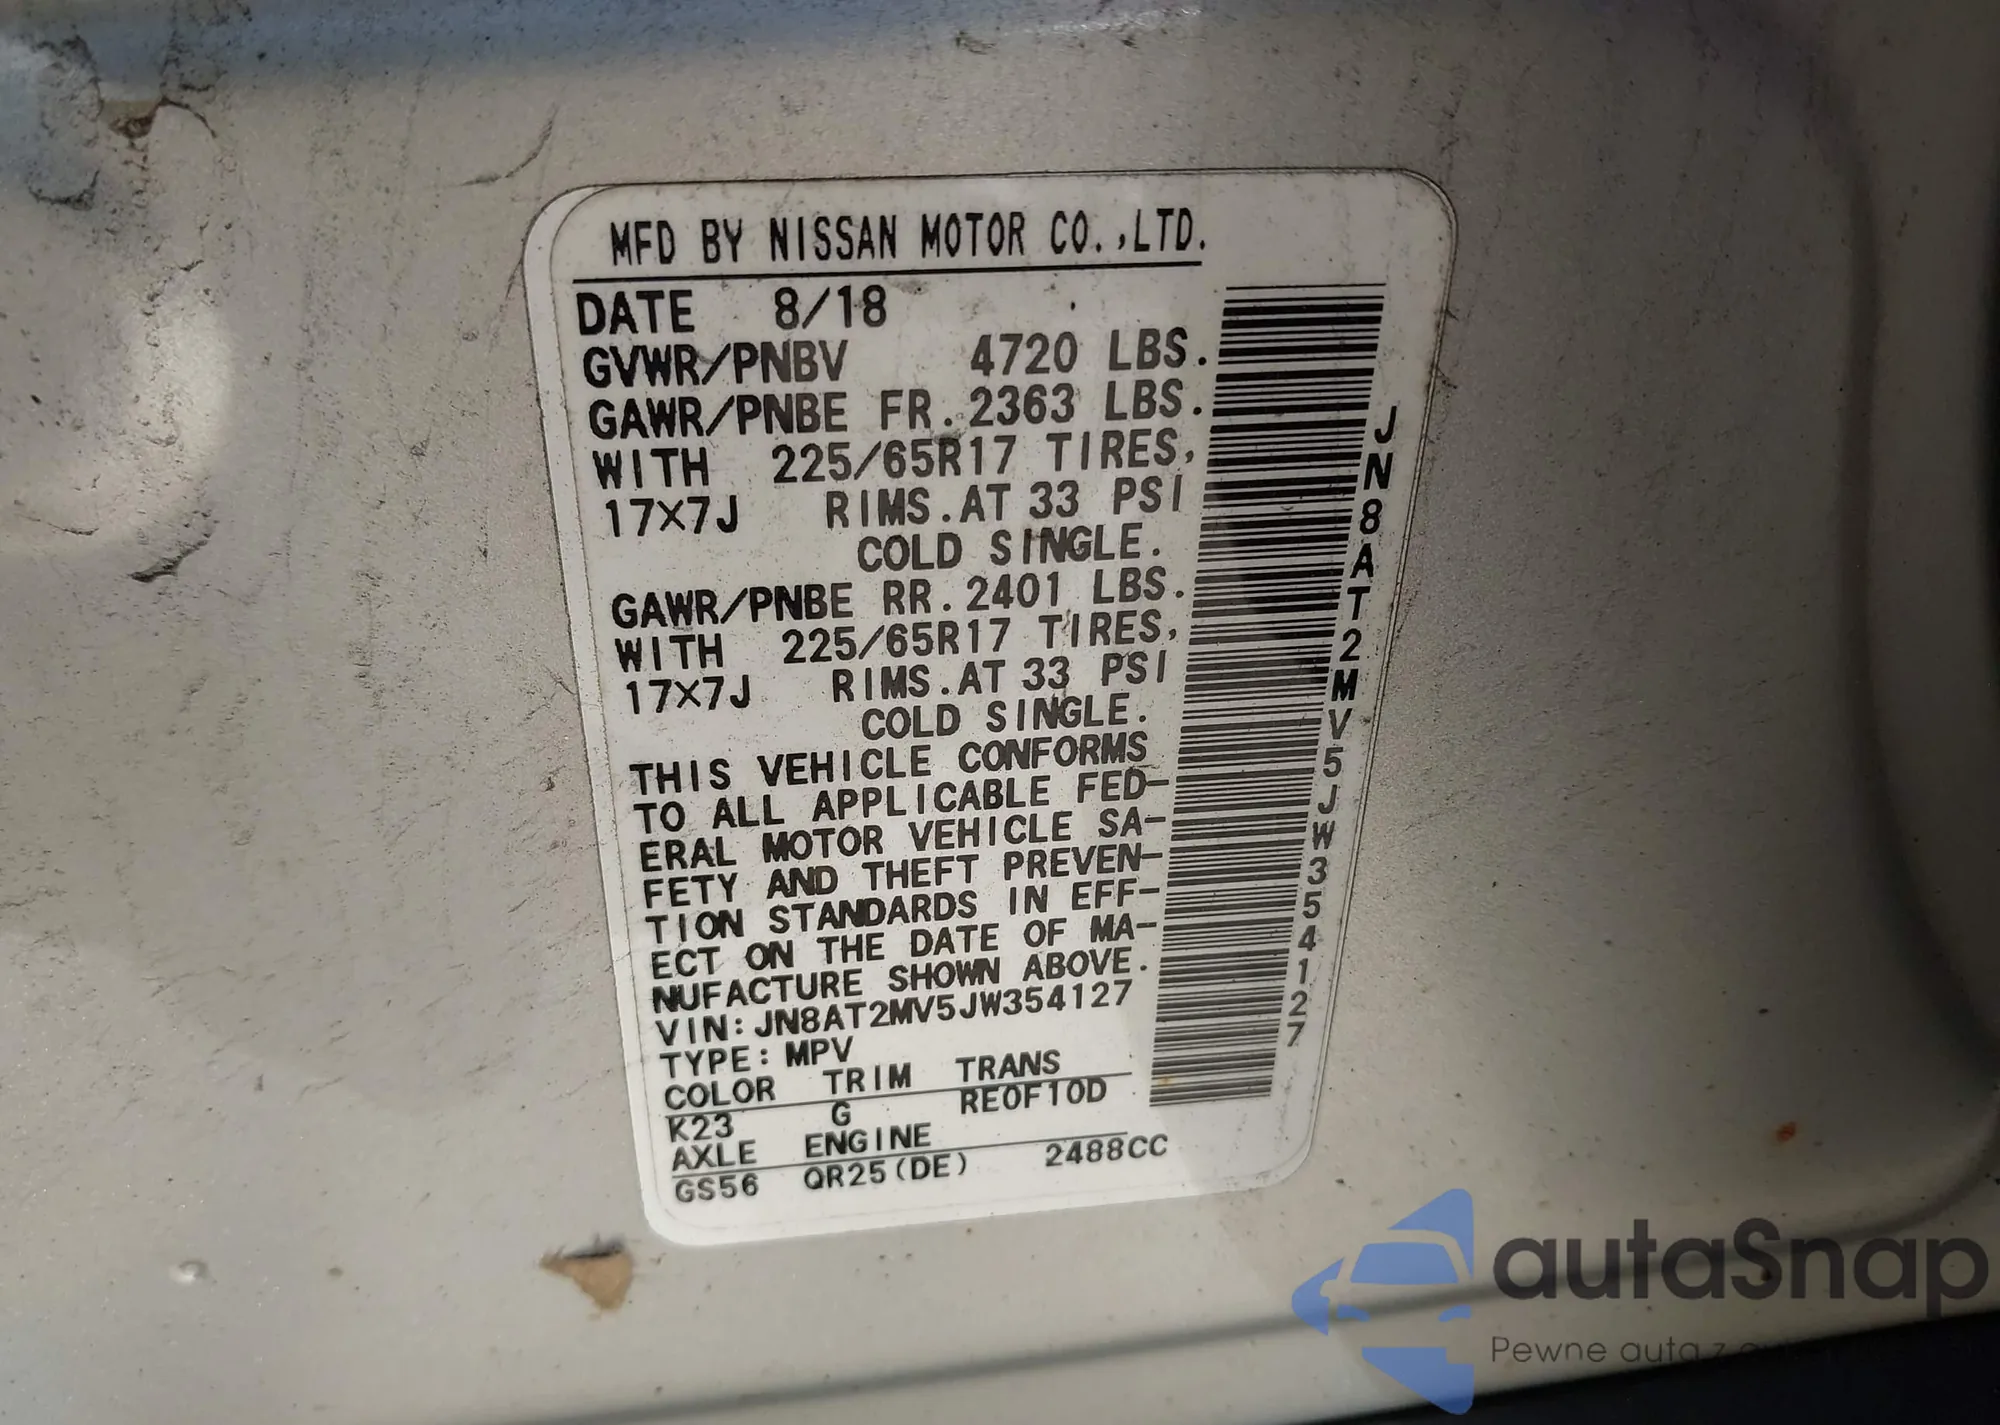 MFD BY NISSAN MOTOR CO.,LTD.
DATE 8/18
GVWR/PNBV 4720 LBS.
GAWR/PNBE FR.2363 LBS.
WITH 225/65R17 TIRES,
17×7J RIMS.AT 33 PSI
COLD SINGLE.
GAWR/PNBE RR.2401 LBS.
WITH 225/65R17 TIRES,
17×7J RIMS.AT 33 PSI
COLD SINGLE.
THIS VEHICLE CONFORMS
TO ALL APPLICABLE FED-
ERAL MOTOR VEHICLE SA-
FETY AND THEFT PREVEN-
TION STANDARDS IN EFF-
ECT ON THE DATE OF MA-
NUFACTURE SHOWN ABOVE.
VIN:JN8AT2MV5JW354127
TYPE:MPV
COLOR TRIM TRANS
K23 G RE0F10D
AXLE ENGINE
GS56 QR25(DE) 2488CC
JN8AT2MV5JW354127
autaSnap
Pewne auta z